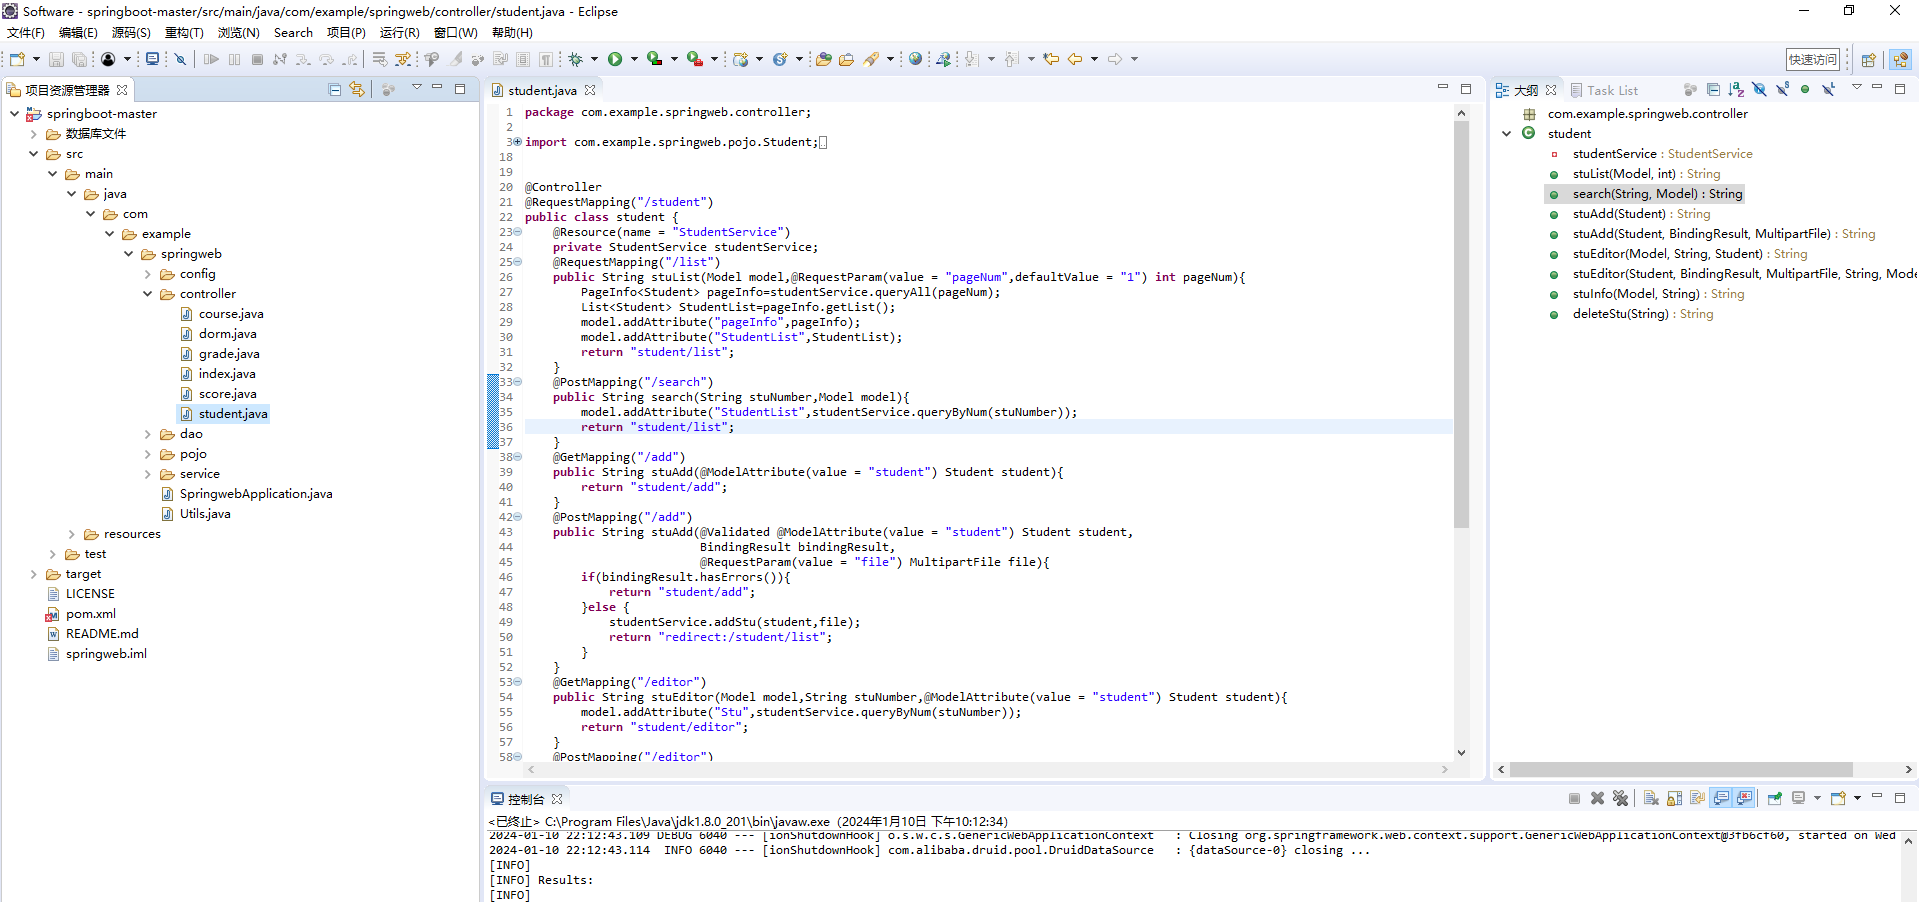 Software - springboot-master/src/main/java/com/example/springweb/controller/student.java - Eclipse
文件(F) 编辑(E) 源码(S) 重构(T) 浏览(N) Search 项目(P) 运行(R) 窗口(W) 帮助(H)
快速访问
项目资源管理器
springboot-master
数据库文件
src
main
java
com
example
springweb
config
controller
course.java
dorm.java
grade.java
index.java
score.java
student.java
dao
pojo
service
SpringwebApplication.java
Utils.java
resources
test
target
LICENSE
pom.xml
README.md
springweb.iml
student.java
1 package com.example.springweb.controller;
2
3 import com.example.springweb.pojo.Student;
18
19
20 @Controller
21 @RequestMapping("/student")
22 public class student {
23 @Resource(name = "StudentService")
24 private StudentService studentService;
25 @RequestMapping("/list")
26 public String stuList(Model model,@RequestParam(value = "pageNum",defaultValue = "1") int pageNum){
27 PageInfo<Student> pageInfo=studentService.queryAll(pageNum);
28 List<Student> StudentList=pageInfo.getList();
29 model.addAttribute("pageInfo",pageInfo);
30 model.addAttribute("StudentList",StudentList);
31 return "student/list";
32 }
33 @PostMapping("/search")
34 public String search(String stuNumber,Model model){
35 model.addAttribute("StudentList",studentService.queryByNum(stuNumber));
36 return "student/list";
37 }
38 @GetMapping("/add")
39 public String stuAdd(@ModelAttribute(value = "student") Student student){
40 return "student/add";
41 }
42 @PostMapping("/add")
43 public String stuAdd(@Validated @ModelAttribute(value = "student") Student student,
44 BindingResult bindingResult,
45 @RequestParam(value = "file") MultipartFile file){
46 if(bindingResult.hasErrors()){
47 return "student/add";
48 }else {
49 studentService.addStu(student,file);
50 return "redirect:/student/list";
51 }
52 }
53 @GetMapping("/editor")
54 public String stuEditor(Model model,String stuNumber,@ModelAttribute(value = "student") Student student){
55 model.addAttribute("Stu",studentService.queryByNum(stuNumber));
56 return "student/editor";
57 }
58 @PostMapping("/editor")
大纲 Task List
com.example.springweb.controller
student
studentService : StudentService
stuList(Model, int) : String
search(String, Model) : String
stuAdd(Student) : String
stuAdd(Student, BindingResult, MultipartFile) : String
stuEditor(Model, String, Student) : String
stuEditor(Student, BindingResult, MultipartFile, String, Mode
stuInfo(Model, String) : String
deleteStu(String) : String
控制台
<已终止> C:\Program Files\Java\jdk1.8.0_201\bin\javaw.exe（2024年1月10日 下午10:12:34）
2024-01-10 22:12:43.109 DEBUG 6040 --- [ionShutdownHook] o.s.w.c.s.GenericWebApplicationContext : Closing org.springframework.web.context.support.GenericWebApplicationContext@3fb6cf60, started on Wed
2024-01-10 22:12:43.114 INFO 6040 --- [ionShutdownHook] com.alibaba.druid.pool.DruidDataSource : {dataSource-0} closing ...
[INFO]
[INFO] Results:
[INFO]